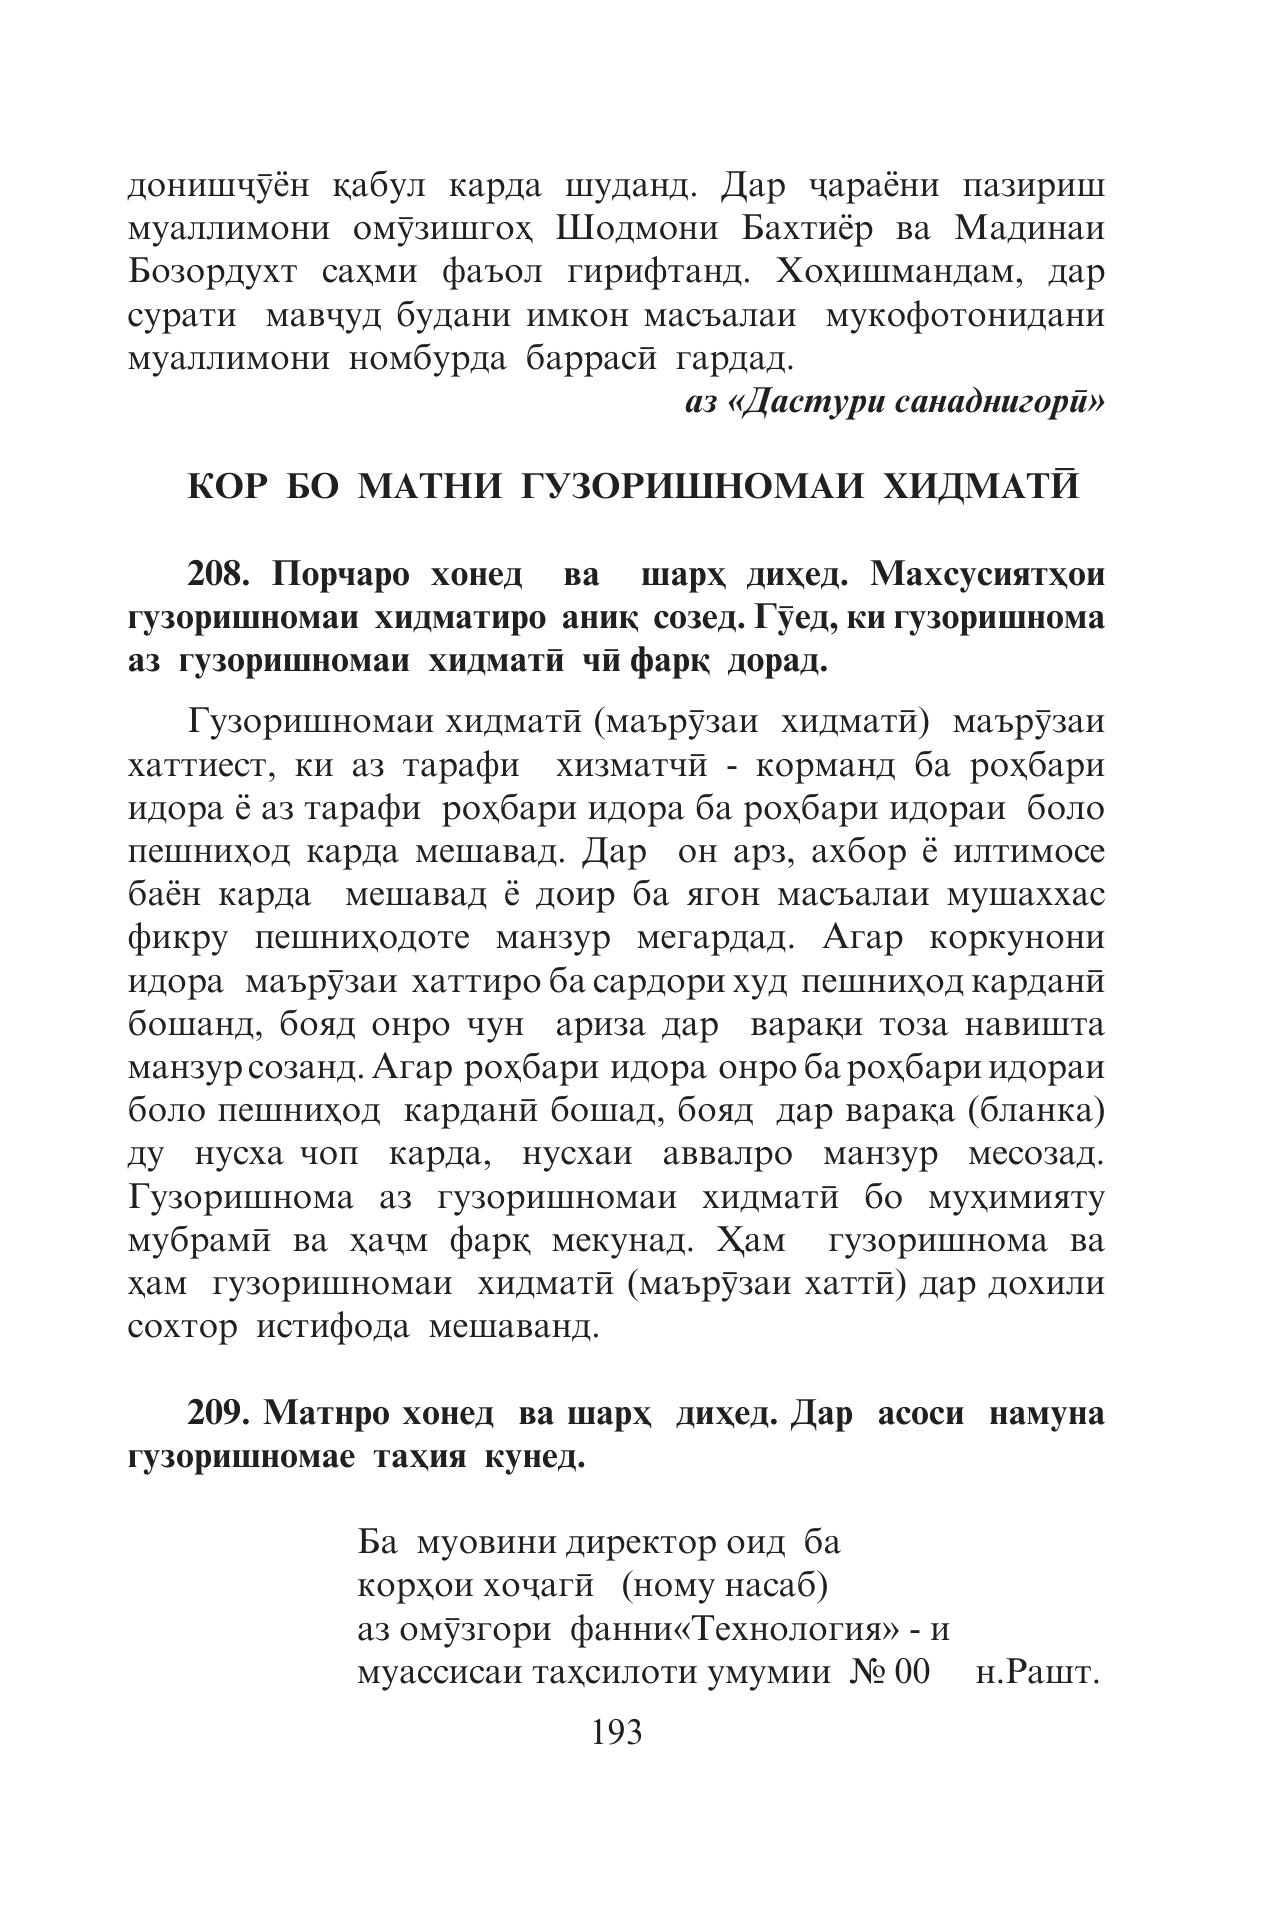 донишҷӯён қабул карда шуданд. Дар ҷараёни пазириш
муаллимони омӯзишгоҳ Шодмони Бахтиёр ва Мадинаи
Бозордухт саҳми фаъол гирифтанд. Хоҳишмандам, дар
сурати мавҷуд будани имкон масъалаи мукофотонидани
муаллимони номбурда баррасӣ гардад.
аз «Дастури санаднигорӣ»
КОР БО МАТНИ ГУЗОРИШНОМАИ ХИДМАТӢ
208. Порчаро хонед ва шарҳ диҳед. Махсусиятҳои
гузоришномаи хидматиро аниқ созед. Гӯед, ки гузоришнома
аз гузоришномаи хидматӣ чӣ фарқ дорад.
Гузоришномаи хидматӣ (маърӯзаи хидматӣ) маърӯзаи
хаттиест, ки аз тарафи хизматчӣ - корманд ба роҳбари
идора ё аз тарафи роҳбари идора ба роҳбари идораи боло
пешниҳод карда мешавад. Дар он арз, ахбор ё илтимосе
баён карда мешавад ё доир ба ягон масъалаи мушаххас
фикру пешниҳодоте манзур мегардад. Агар коркунони
идора маърӯзаи хаттиро ба сардори худ пешниҳод карданӣ
бошанд, бояд онро чун ариза дар варақи тоза навишта
манзур созанд. Агар роҳбари идора онро ба роҳбари идораи
боло пешниҳод карданӣ бошад, бояд дар варақа (бланка)
ду нусха чоп карда, нусхаи аввалро манзур месозад.
Гузоришнома аз гузоришномаи хидматӣ бо муҳимияту
мубрамӣ ва ҳаҷм фарқ мекунад. Ҳам гузоришнома ва
ҳам гузоришномаи хидматӣ (маърӯзаи хаттӣ) дар дохили
сохтор истифода мешаванд.
209. Матнро хонед ва шарҳ диҳед. Дар асоси намуна
гузоришномае таҳия кунед.
Ба муовини директор оид ба
корҳои хоҷагӣ (ному насаб)
аз омӯзгори фанни«Технология» - и
муассисаи таҳсилоти умумии № 00 н.Рашт.
193